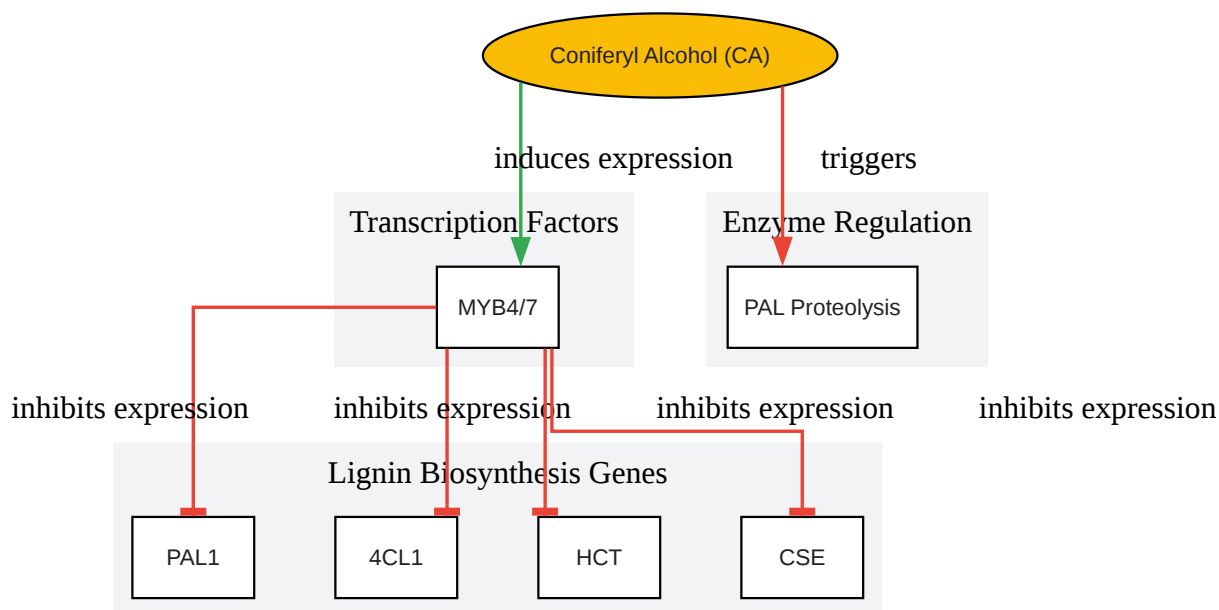 Coniferyl Alcohol (CA)
induces expression
triggers
Transcription Factors
Enzyme Regulation
MYB4/7
PAL Proteolysis
inhibits expression
inhibits expression
inhibits expression
inhibits expression
Lignin Biosynthesis Genes
PAL1
4CL1
HCT
CSE